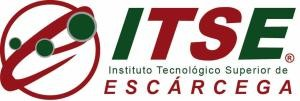 ITSE®
Instituto Tecnológico Superior de
ESCÁRCEGA